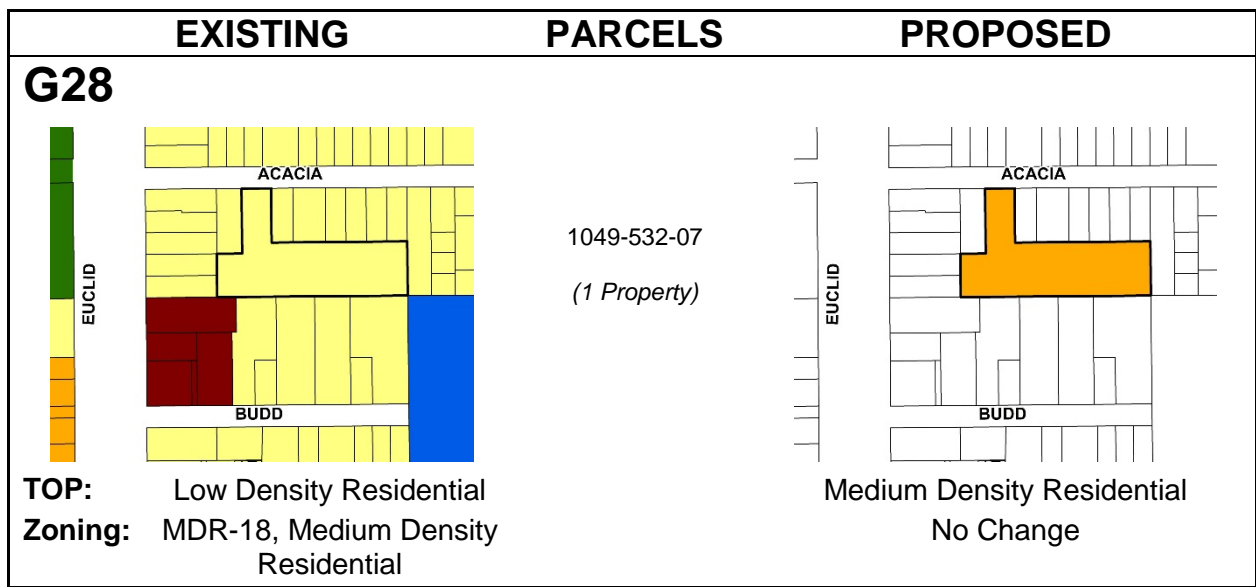 EXISTING PARCELS PROPOSED
G28
ACACIA
EUCLID
BUDD
1049-532-07
(1 Property)
ACACIA
EUCLID
BUDD
TOP: Low Density Residential Medium Density Residential
Zoning: MDR-18, Medium Density No Change
Residential